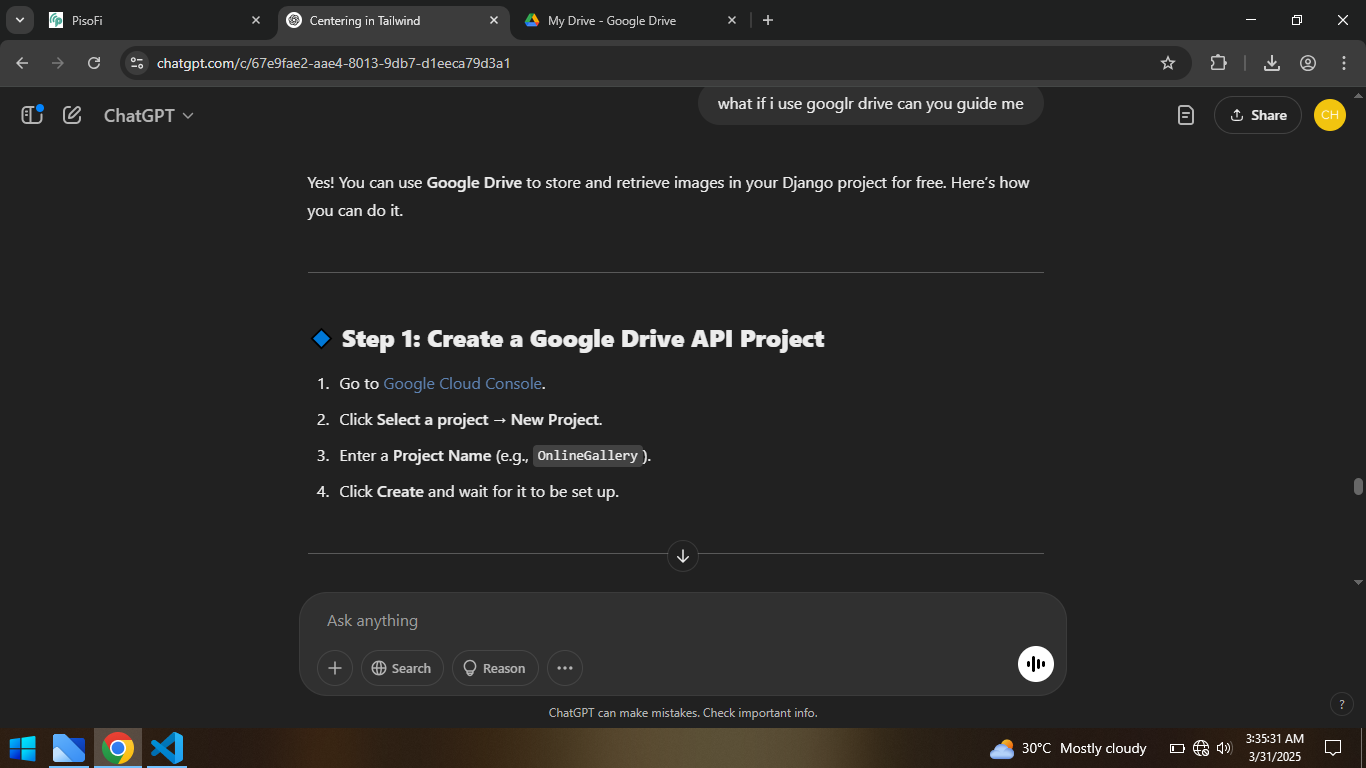 PisoFi
Centering in Tailwind
My Drive - Google Drive
chatgpt.com/c/67e9fae2-aae4-8013-9db7-d1eeca79d3a1
ChatGPT
what if i use googlr drive can you guide me
Share
CH
Yes! You can use Google Drive to store and retrieve images in your Django project for free. Here’s how
you can do it.
Step 1: Create a Google Drive API Project
1. Go to Google Cloud Console.
2. Click Select a project → New Project.
3. Enter a Project Name (e.g., OnlineGallery).
4. Click Create and wait for it to be set up.
Ask anything
Search
Reason
ChatGPT can make mistakes. Check important info.
?
30°C Mostly cloudy
3:35:31 AM
3/31/2025